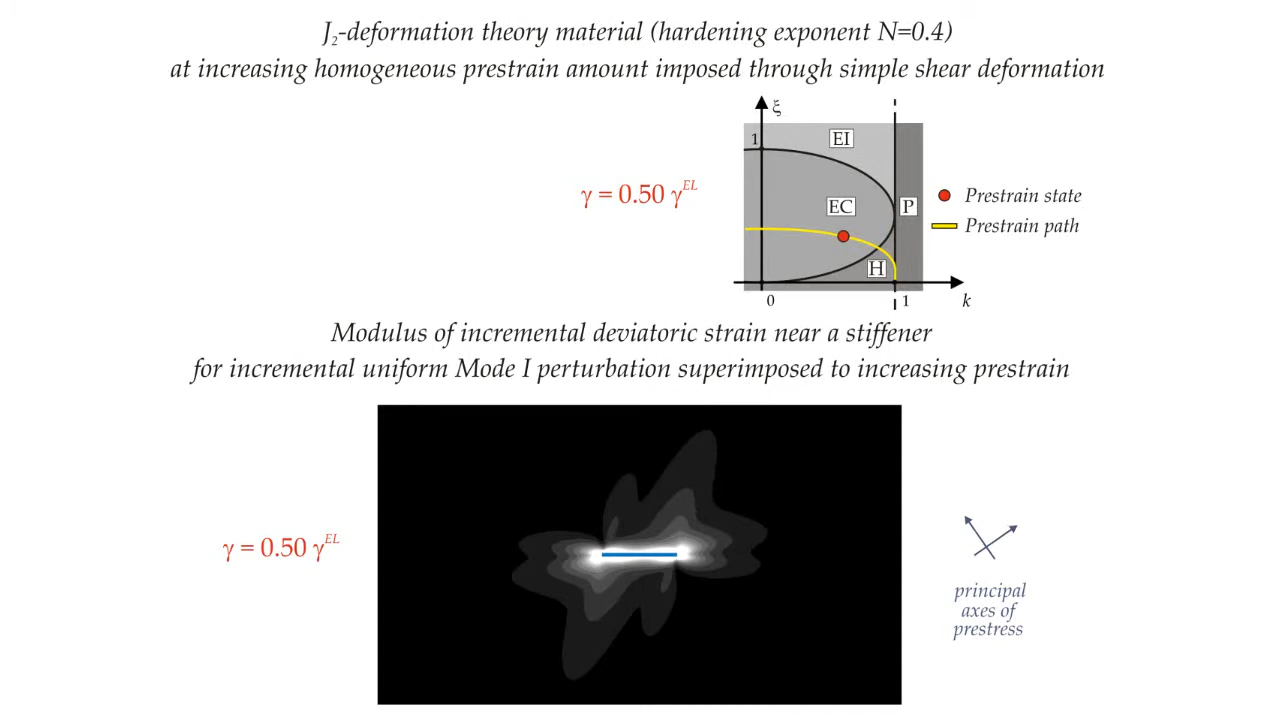 J₂-deformation theory material (hardening exponent N=0.4)
at increasing homogeneous prestrain amount imposed through simple shear deformation
ξ
1
EI
γ = 0.50 γᴱᴸ
EC
P
Prestrain state
Prestrain path
H
0
1
k
Modulus of incremental deviatoric strain near a stiffener
for incremental uniform Mode I perturbation superimposed to increasing prestrain
γ = 0.50 γᴱᴸ
principal
axes of
prestress